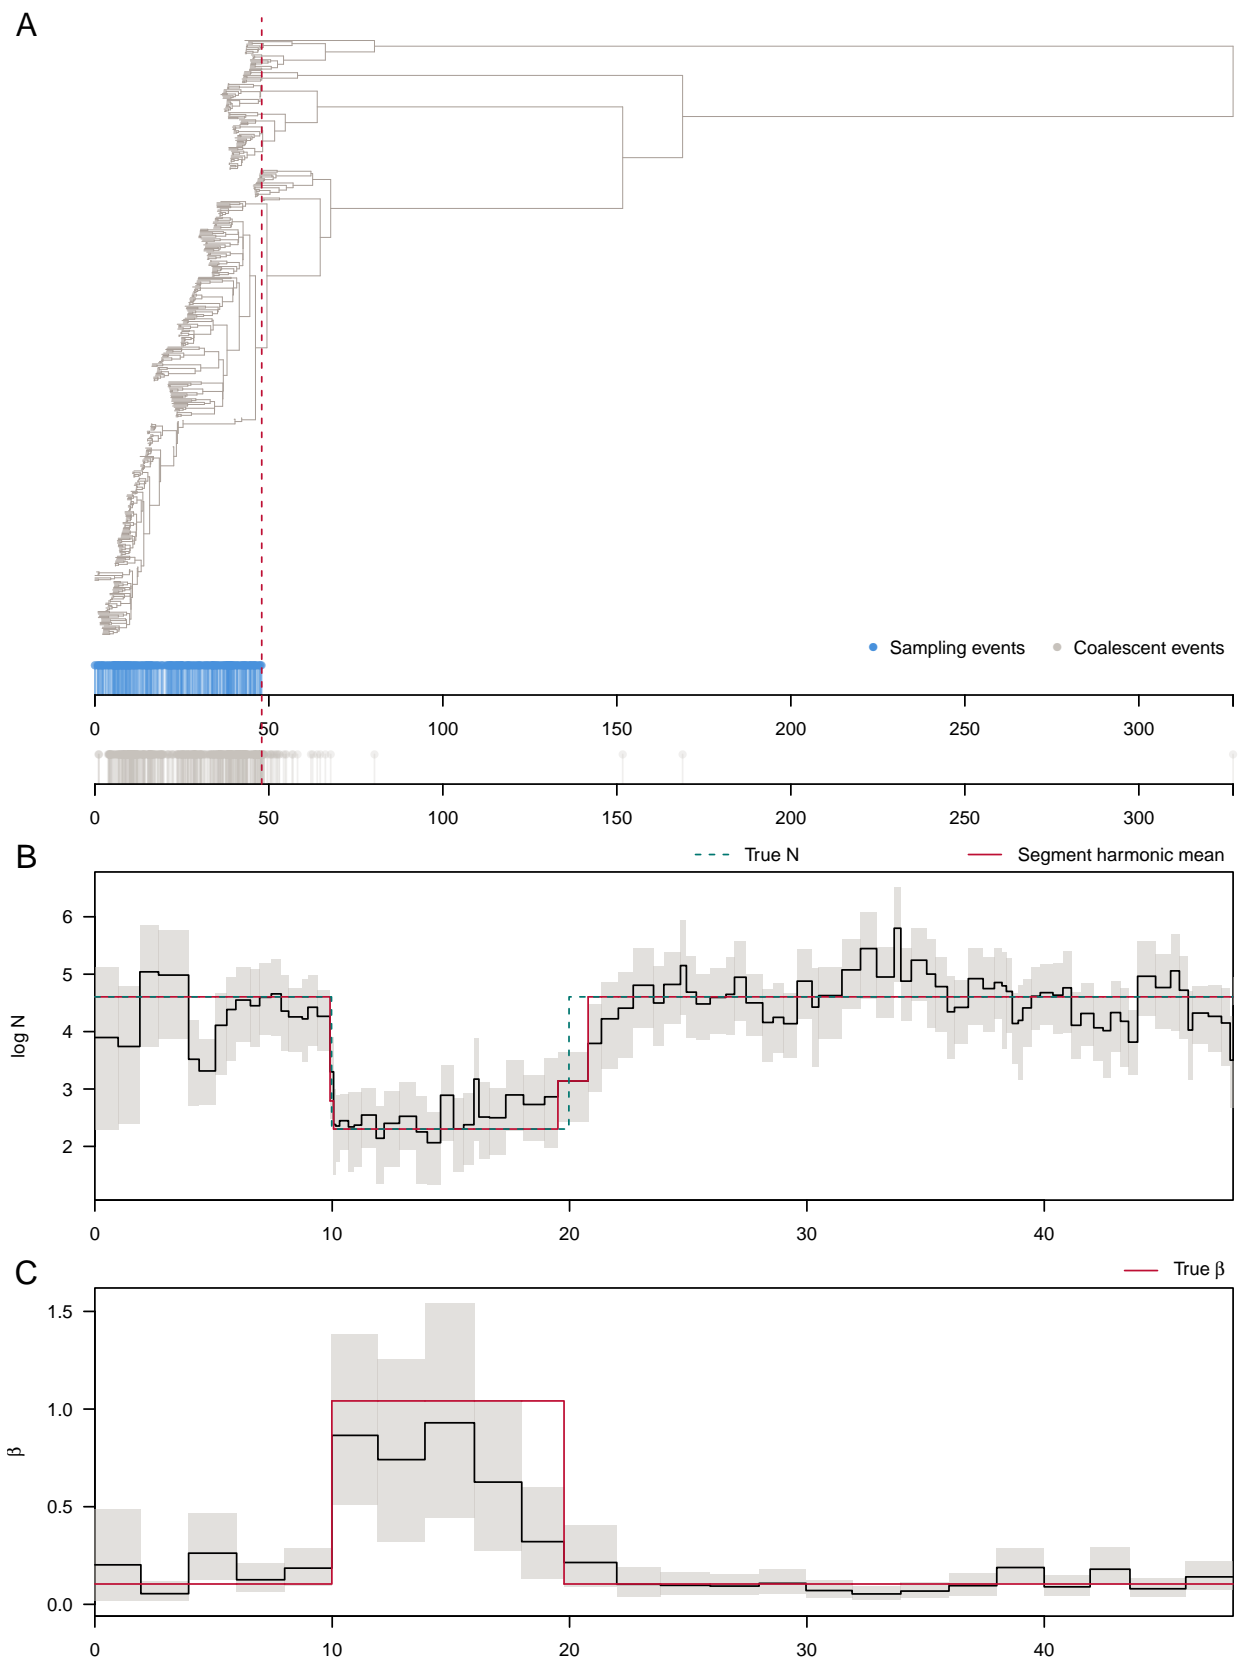 A
Sampling events Coalescent events
0 50 100 150 200 250 300
0 50 100 150 200 250 300
B
True N Segment harmonic mean
6
5
4
3
2
log N
0 10 20 30 40
C
True β
1.5
1.0
0.5
0.0
β
0 10 20 30 40